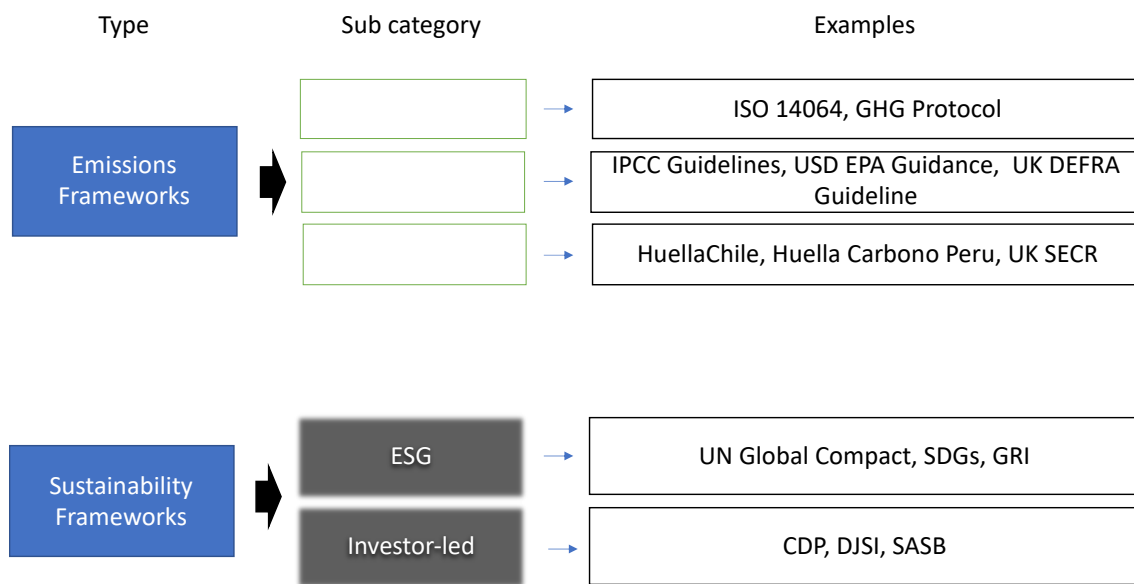 Type
Sub category
Examples
ISO 14064, GHG Protocol
Emissions
Frameworks
IPCC Guidelines, USD EPA Guidance,  UK DEFRA
Guideline
HuellaChile, Huella Carbono Peru, UK SECR
Sustainability
Frameworks
ESG
UN Global Compact, SDGs, GRI
Investor-led
CDP, DJSI, SASB